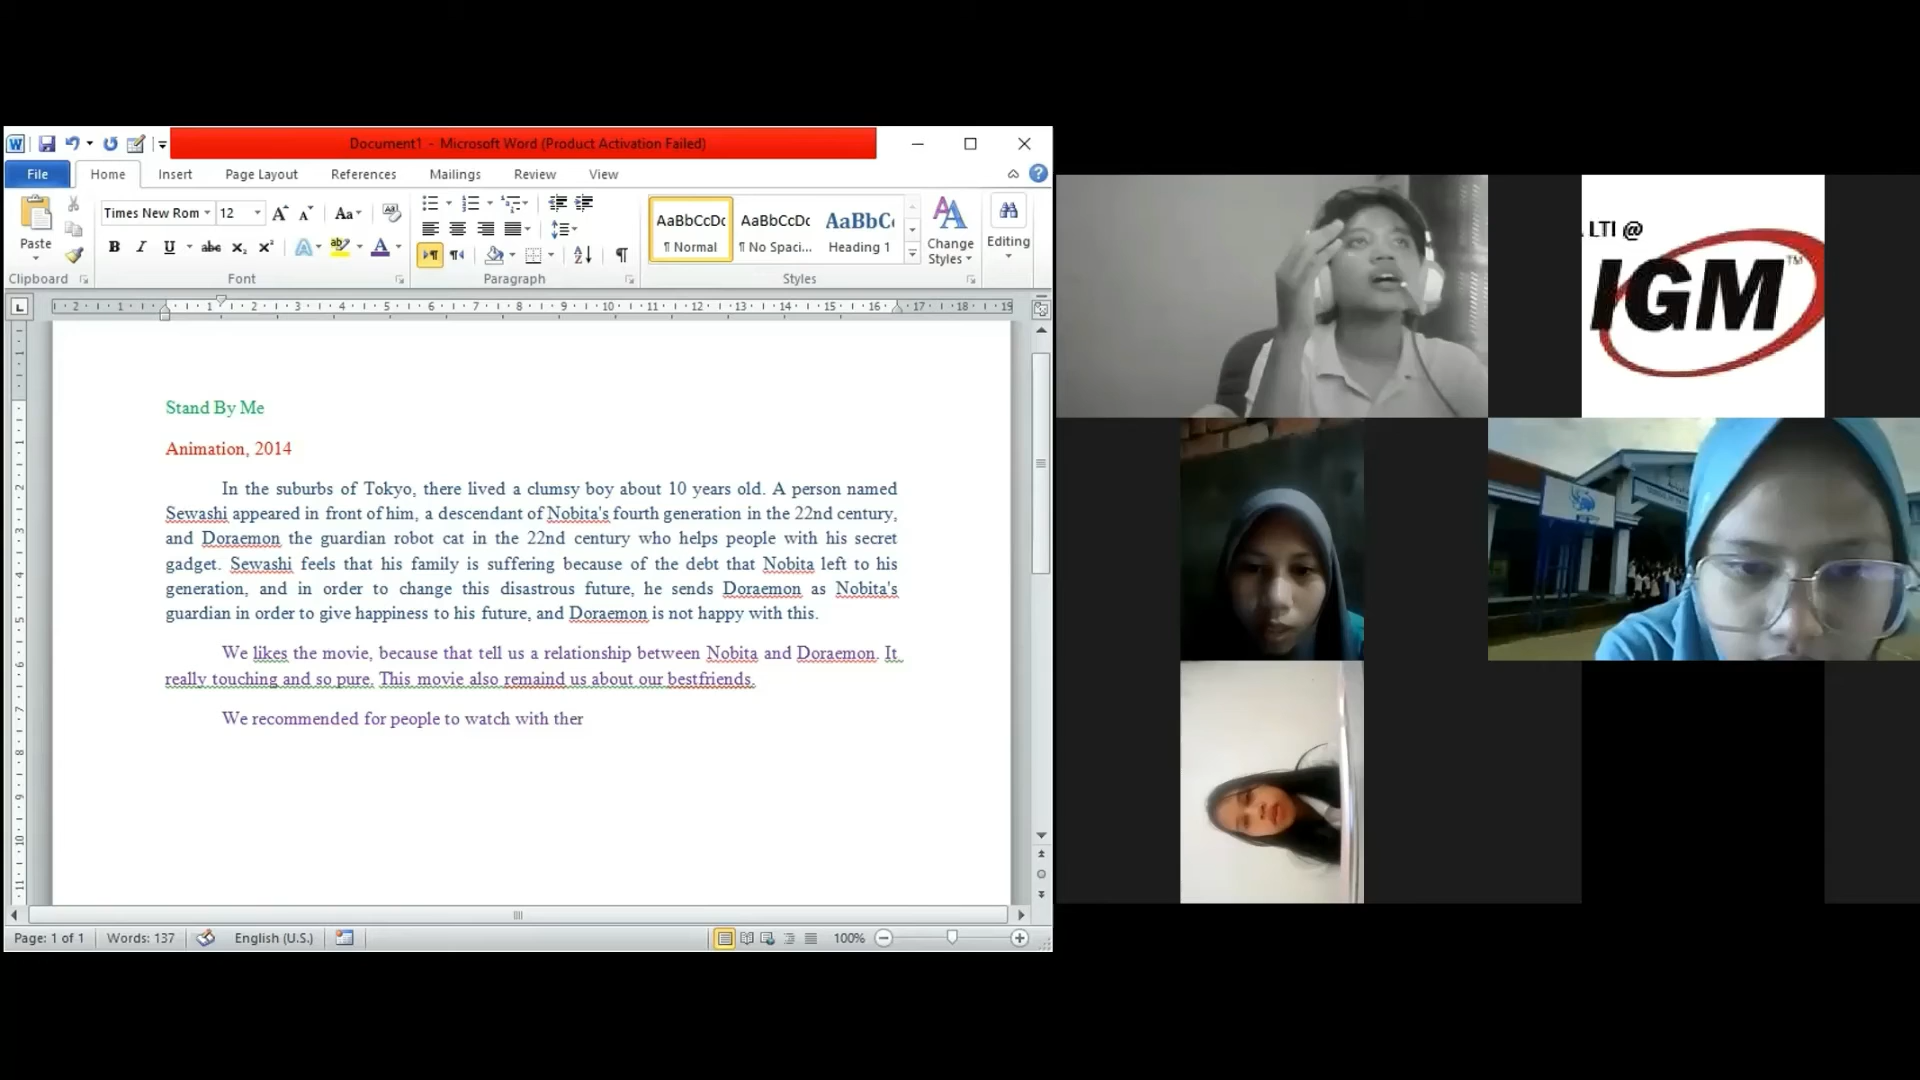 Document1 - Microsoft Word (Product Activation Failed)
File Home Insert Page Layout References Mailings Review View
Times New Rom 12
Paste
AaBbCcDc AaBbCcDc AaBbC
¶ Normal ¶ No Spaci... Heading 1
Change Styles
Editing
Clipboard Font Paragraph Styles
Stand By Me
Animation, 2014
In the suburbs of Tokyo, there lived a clumsy boy about 10 years old. A person named
Sewashi appeared in front of him, a descendant of Nobita's fourth generation in the 22nd century,
and Doraemon the guardian robot cat in the 22nd century who helps people with his secret
gadget. Sewashi feels that his family is suffering because of the debt that Nobita left to his
generation, and in order to change this disastrous future, he sends Doraemon as Nobita's
guardian in order to give happiness to his future, and Doraemon is not happy with this.
We likes the movie, because that tell us a relationship between Nobita and Doraemon. It
really touching and so pure. This movie also remaind us about our bestfriends.
We recommended for people to watch with ther
Page: 1 of 1 Words: 137 English (U.S.) 100%
LTI @
IGM™